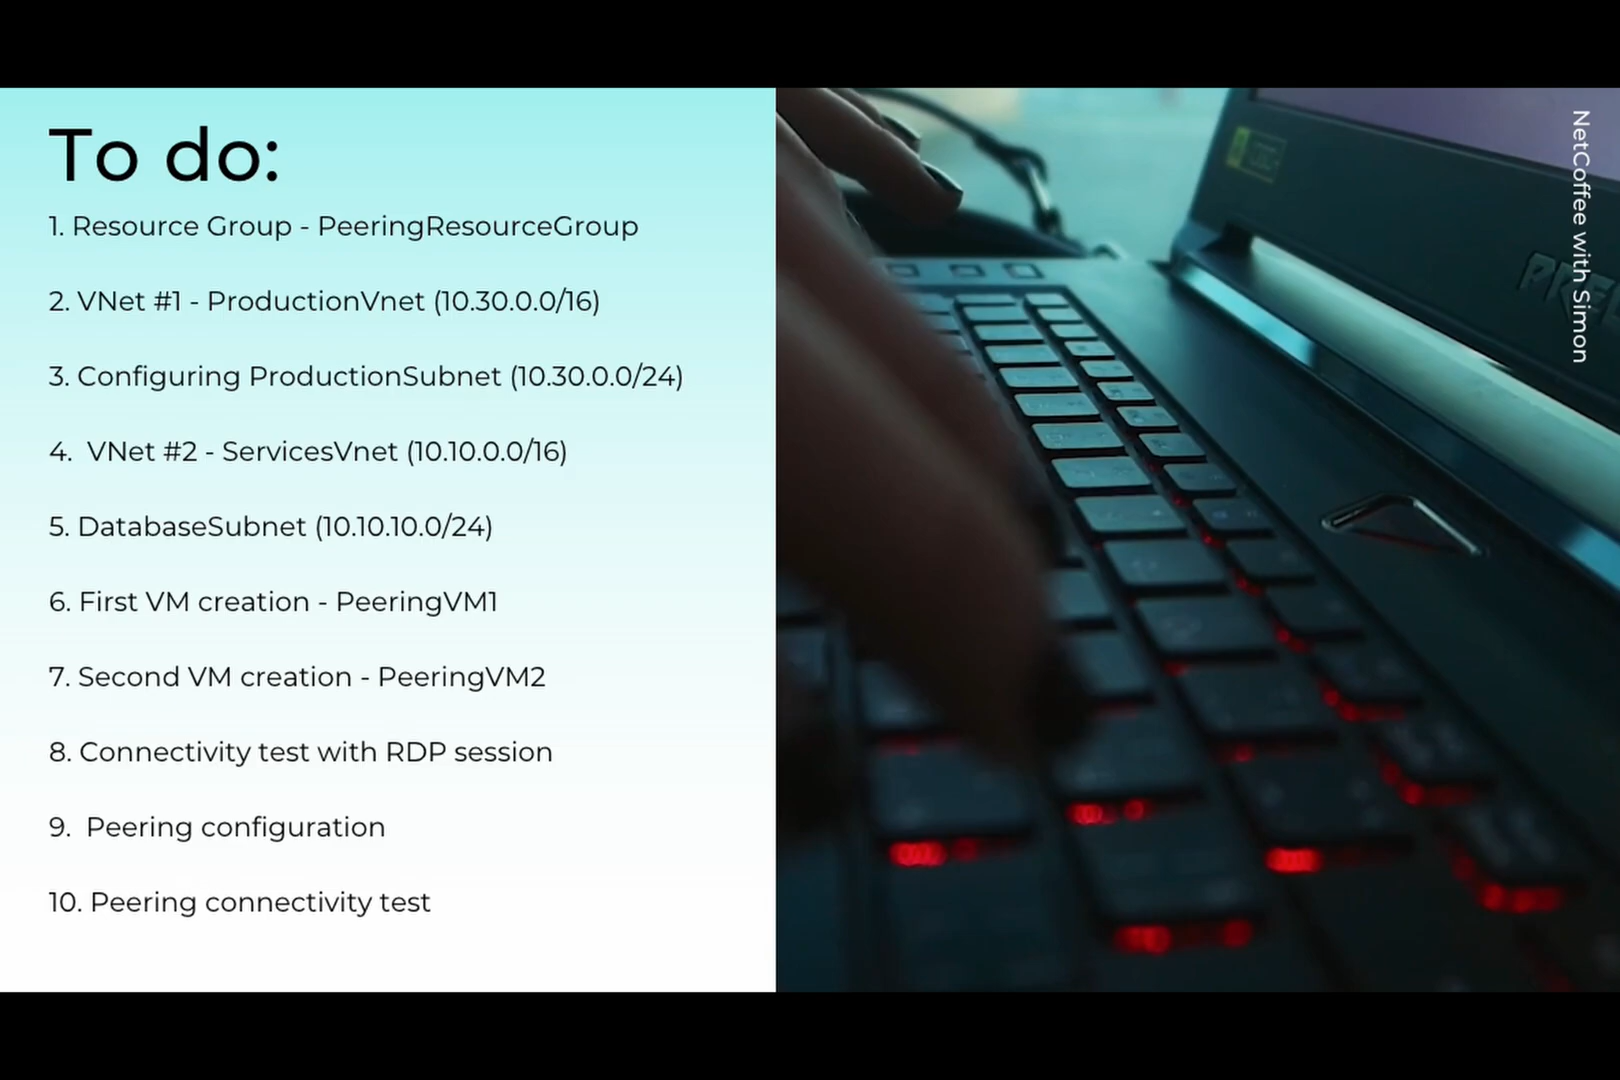 To do:
1. Resource Group - PeeringResourceGroup
2. VNet #1 - ProductionVnet (10.30.0.0/16)
3. Configuring ProductionSubnet (10.30.0.0/24)
4.  VNet #2 - ServicesVnet (10.10.0.0/16)
5. DatabaseSubnet (10.10.10.0/24)
6. First VM creation - PeeringVM1
7. Second VM creation - PeeringVM2
8. Connectivity test with RDP session
9.  Peering configuration
10. Peering connectivity test
NetCoffee with Simon